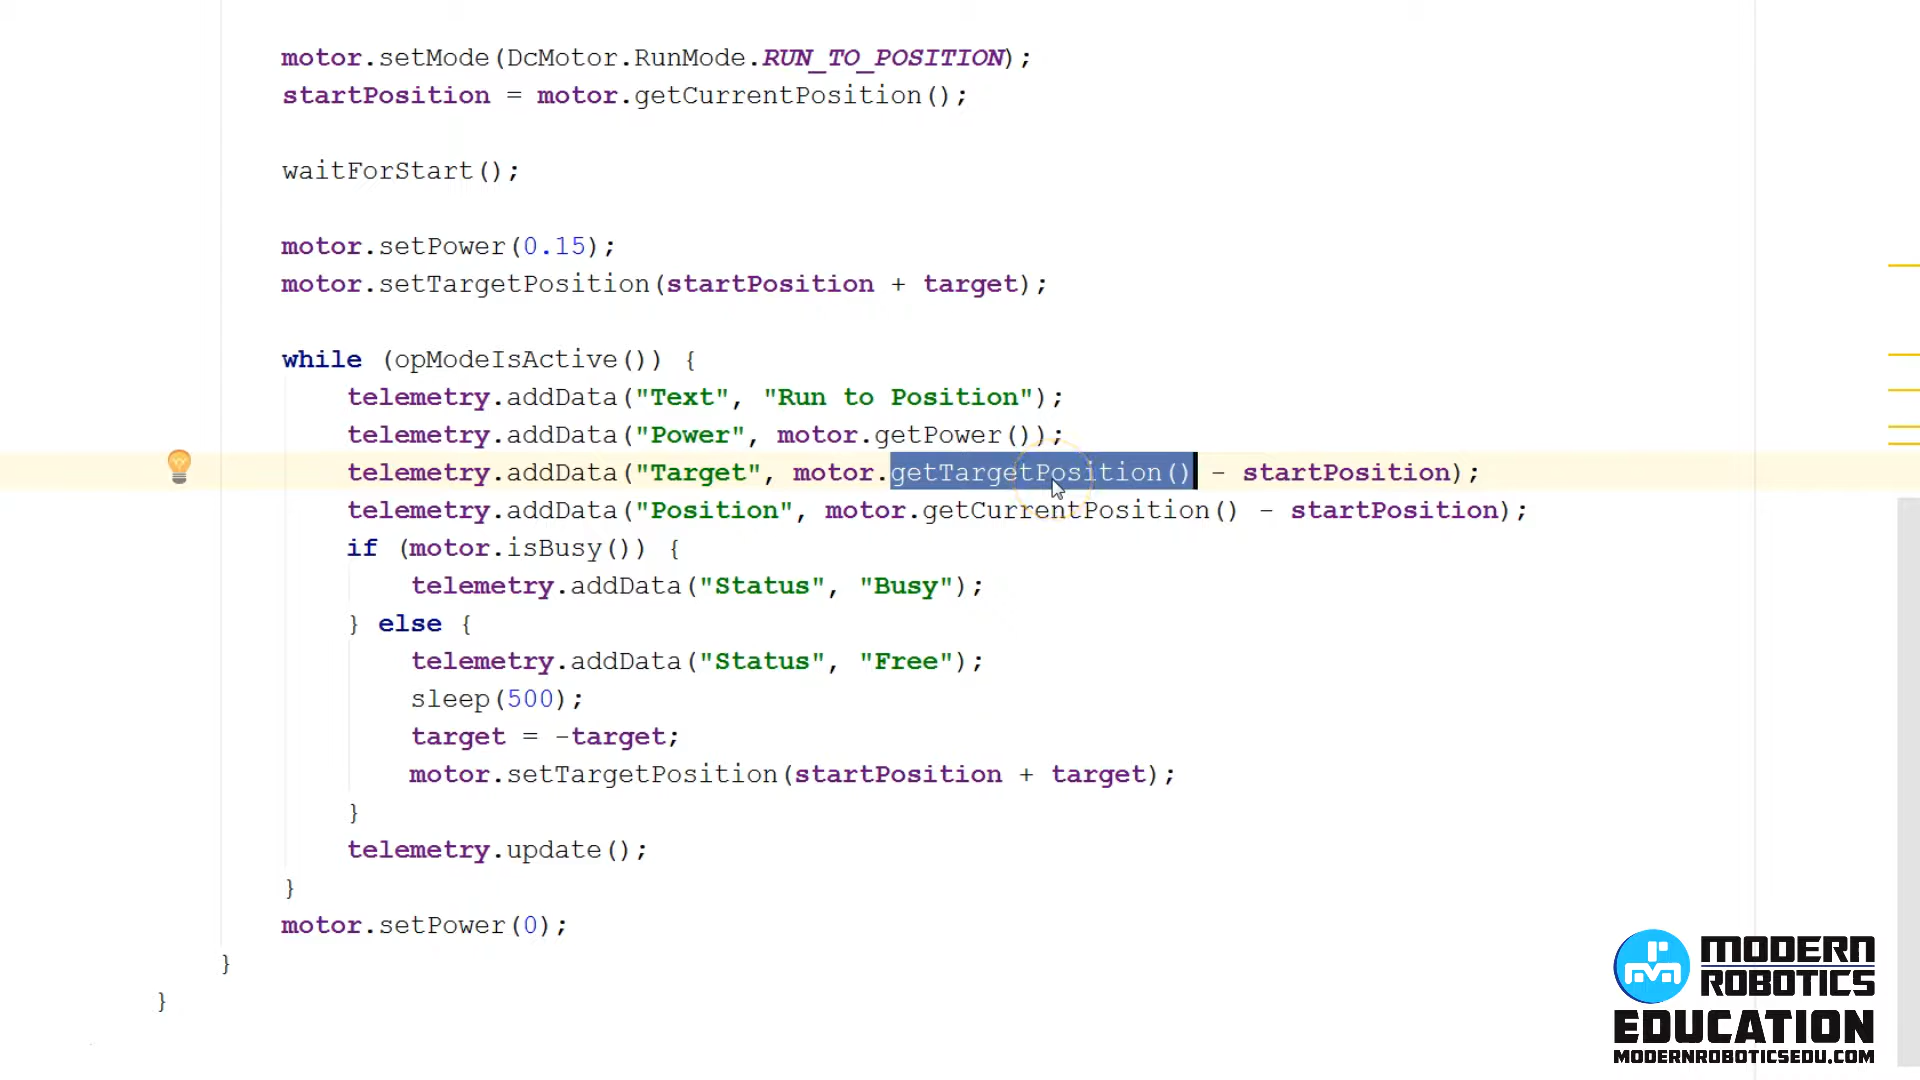 motor.setMode(DcMotor.RunMode.RUN_TO_POSITION);
startPosition = motor.getCurrentPosition();
waitForStart();
motor.setPower(0.15);
motor.setTargetPosition(startPosition + target);
while (opModeIsActive()) {
telemetry.addData("Text", "Run to Position");
telemetry.addData("Power", motor.getPower());
telemetry.addData("Target", motor.getTargetPosition() - startPosition);
telemetry.addData("Position", motor.getCurrentPosition() - startPosition);
if (motor.isBusy()) {
telemetry.addData("Status", "Busy");
} else {
telemetry.addData("Status", "Free");
sleep(500);
target = -target;
motor.setTargetPosition(startPosition + target);
}
telemetry.update();
}
motor.setPower(0);
}
}
MODERN
ROBOTICS
EDUCATION
MODERNROBOTICSEDU.COM